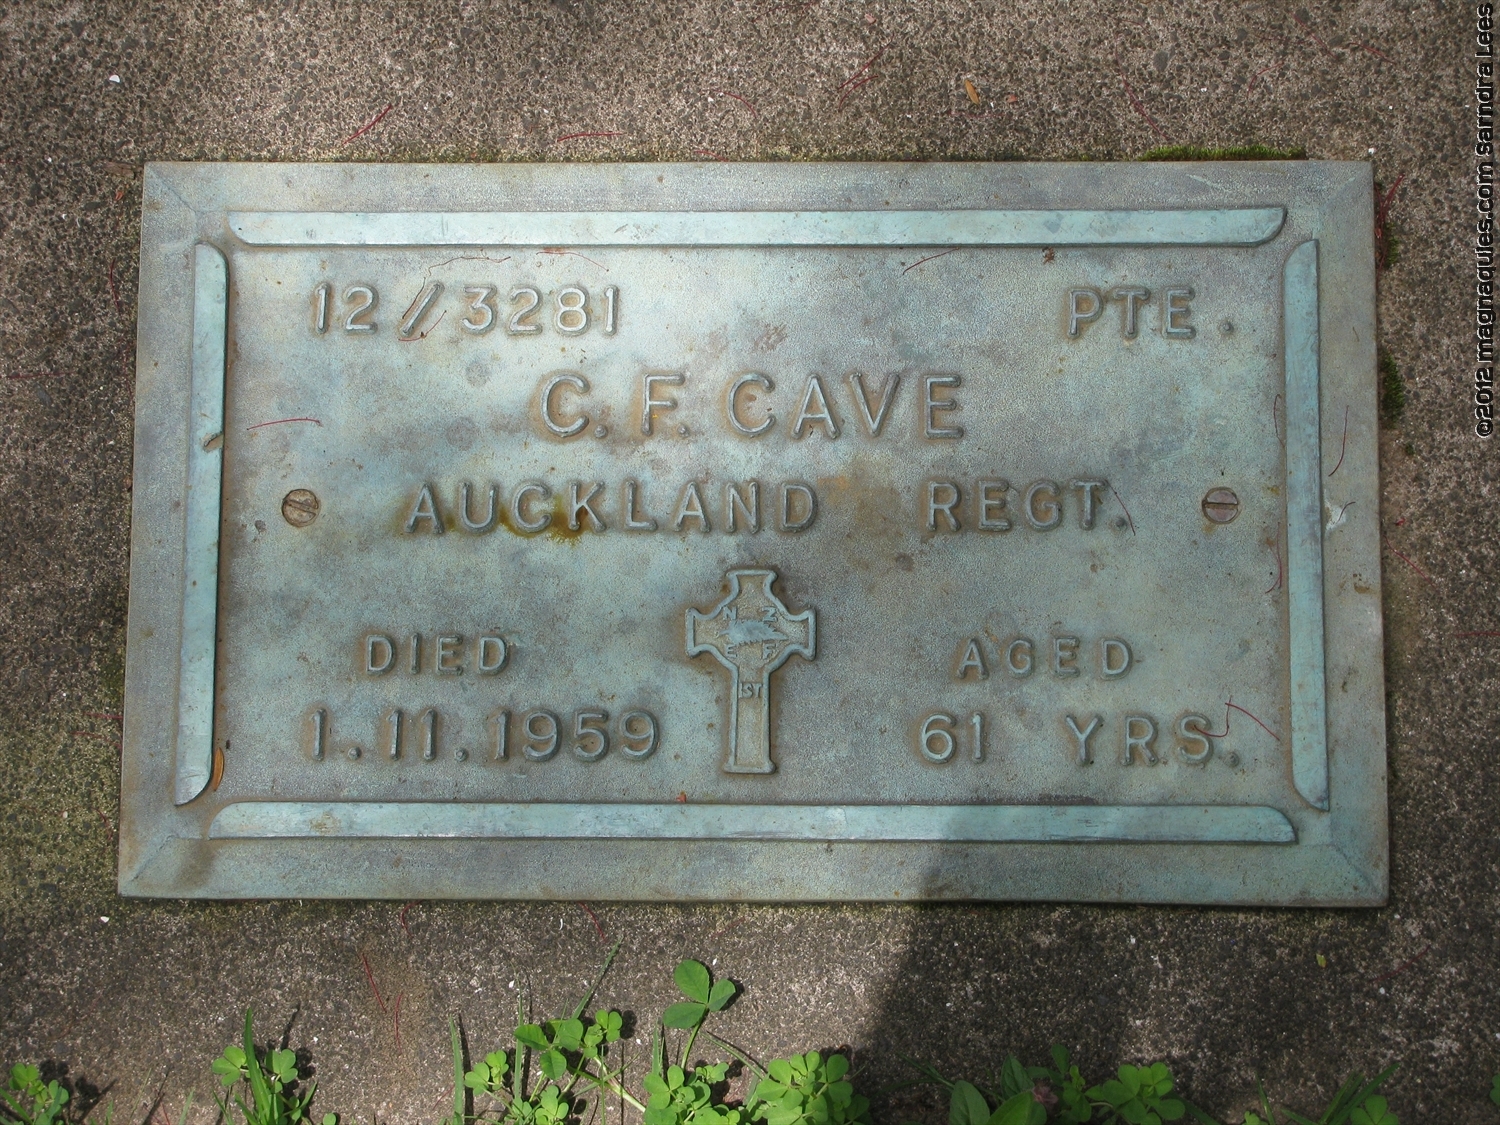 12/3281 PTE.
C.F. CAVE
AUCKLAND REGT.
N Z
E F
1ST
DIED AGED
1.11.1959 61 YRS.
©2012 magnaquies.com sarndra Lees